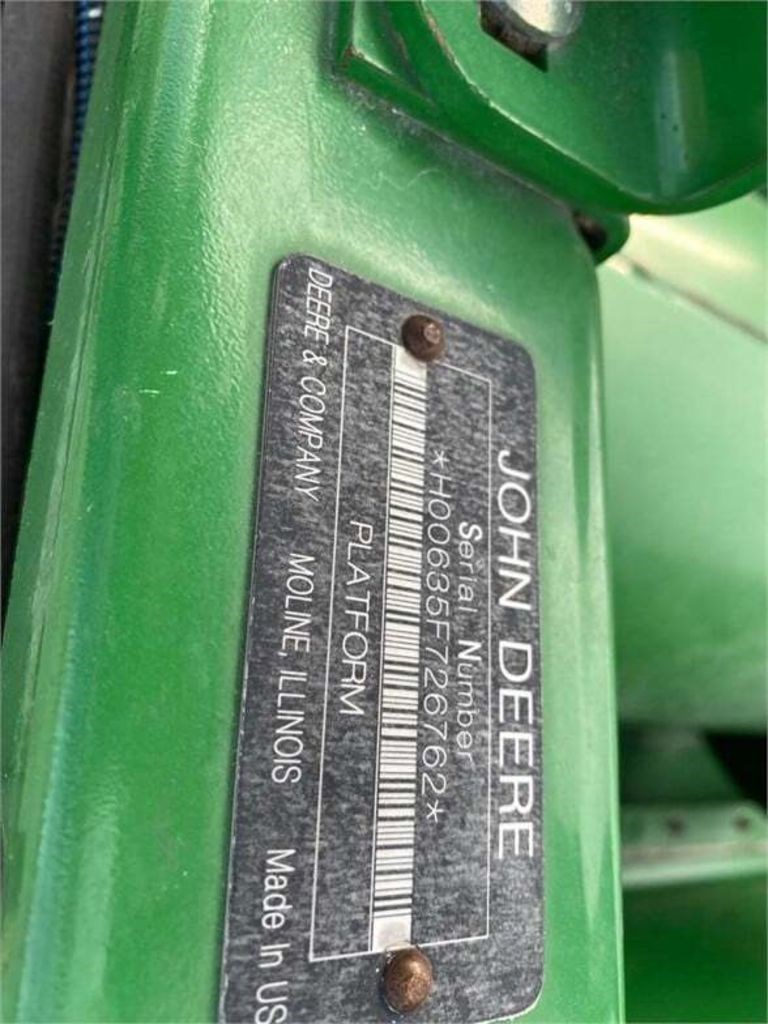 JOHN DEERE
Serial Number
*H00635F726762*
PLATFORM
DEERE & COMPANY MOLINE, ILLINOIS Made In US